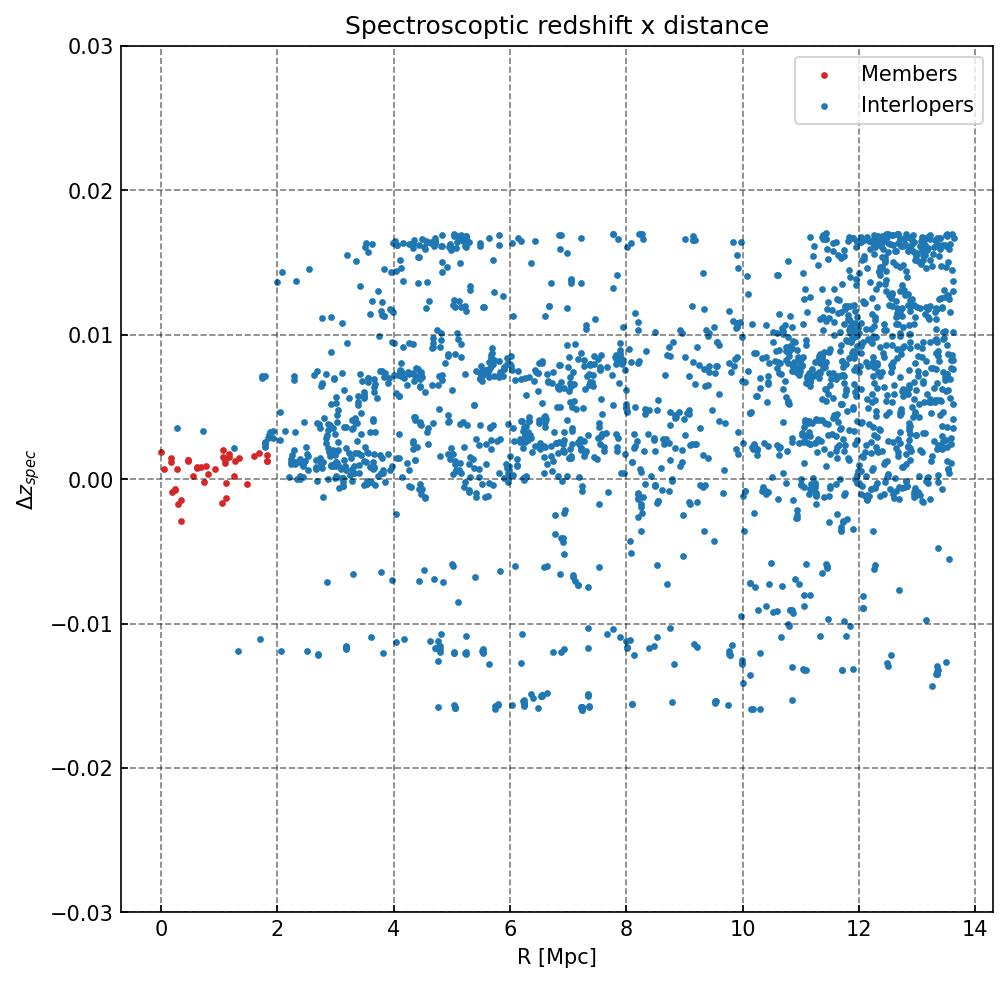 Spectroscoptic redshift x distance
Members
Interlopers
0.03
0.02
0.01
0.00
−0.01
−0.02
−0.03
Δz_spec
0 2 4 6 8 10 12 14
R [Mpc]